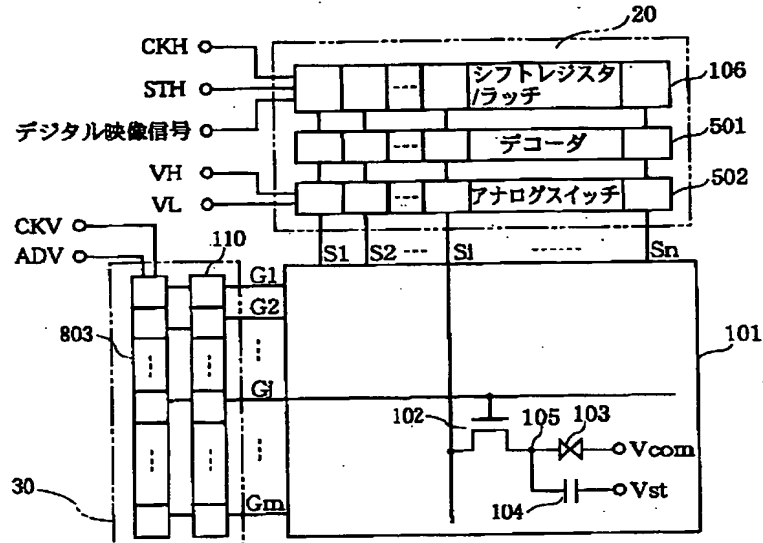 20
CKH
STH
デジタル映像信号
シフトレジスタ
/ラッチ
106
デコーダ
501
VH
VL
アナログスイッチ
502
CKV
ADV
110
S1 S2 Si Sn
G1
G2
803
101
Gj
102
105
103
Vcom
Vst
104
30
Gm